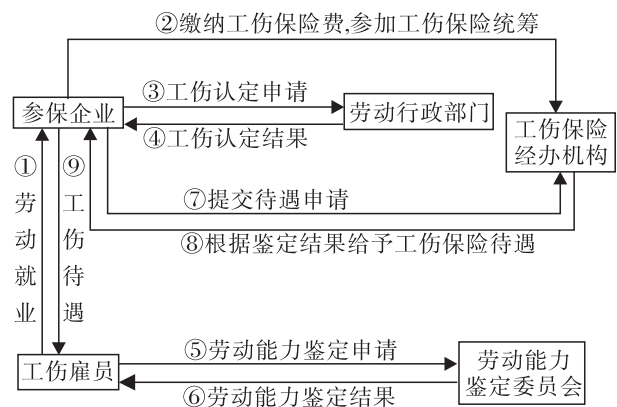 ②缴纳工伤保险费,参加工伤保险统筹
③工伤认定申请
参保企业
劳动行政部门
④工伤认定结果
工伤保险
经办机构
①劳动就业
⑨工伤待遇
⑦提交待遇申请
⑧根据鉴定结果给予工伤保险待遇
⑤劳动能力鉴定申请
工伤雇员
劳动能力
鉴定委员会
⑥劳动能力鉴定结果